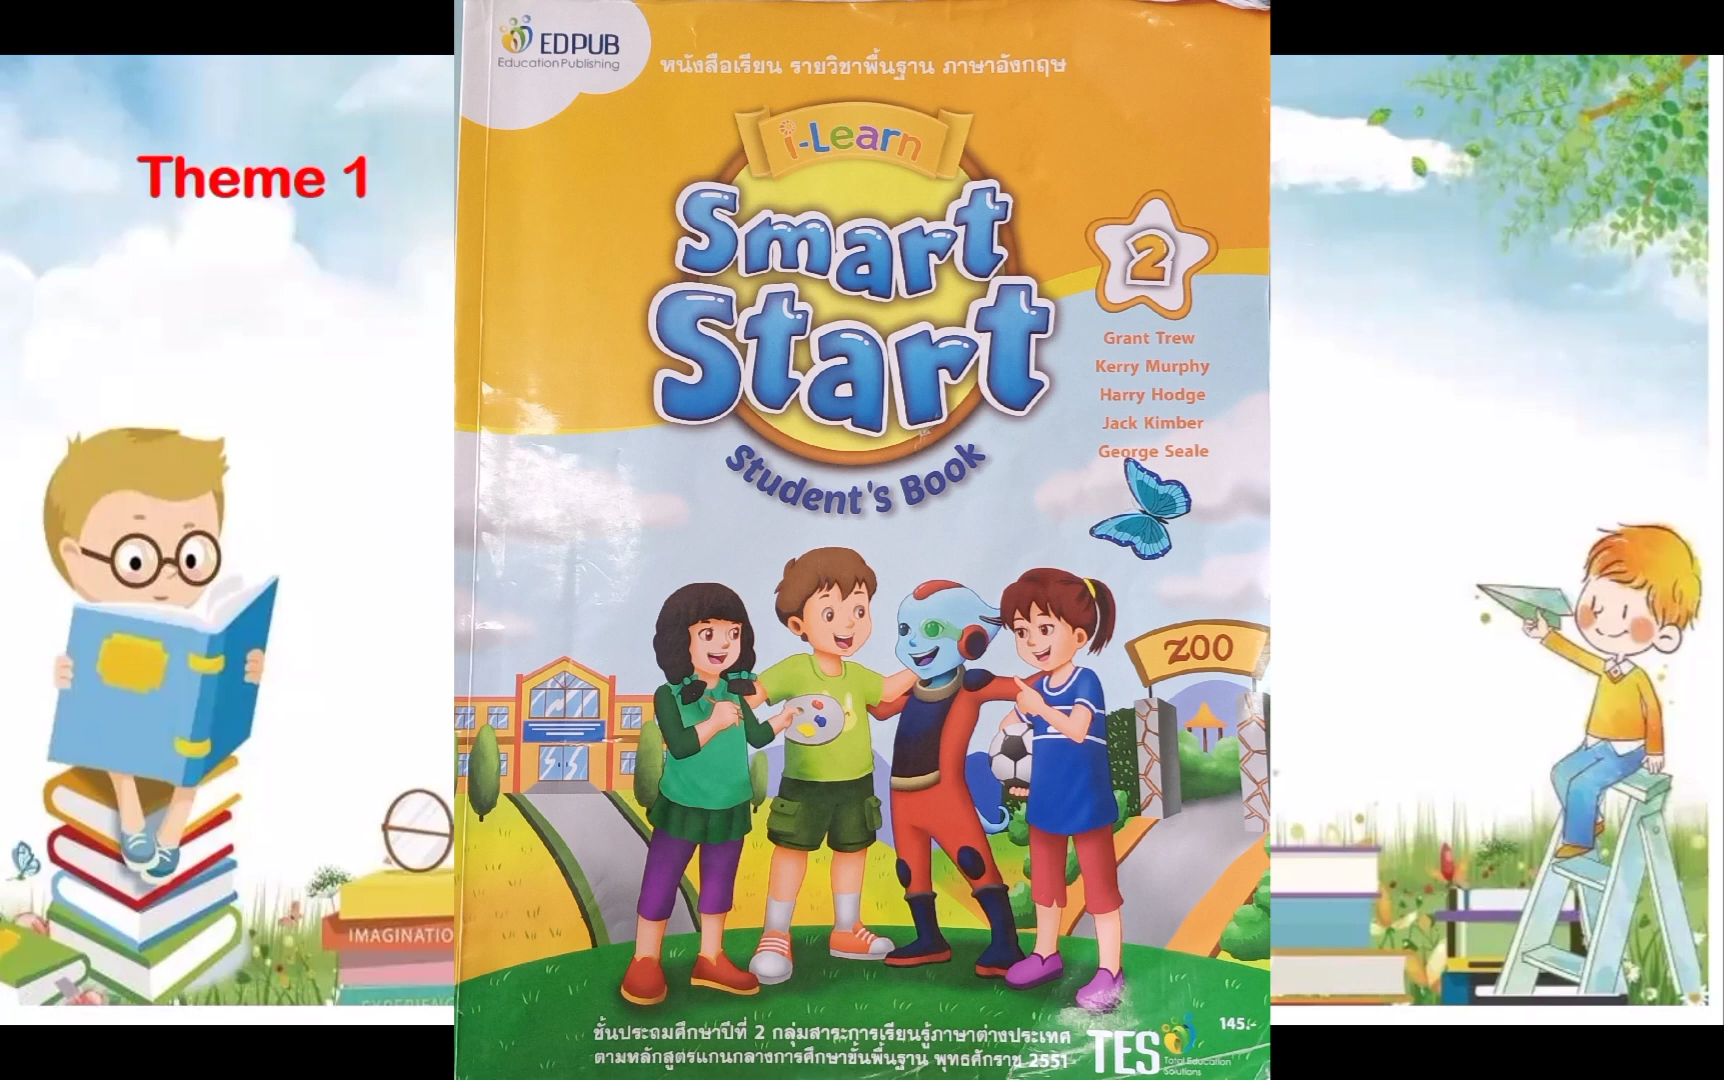 Theme 1
EDPUB
Education Publishing
หนังสือเรียน รายวิชาพื้นฐาน ภาษาอังกฤษ
i-Learn
Smart
Start
2
Student's Book
Grant Trew
Kerry Murphy
Harry Hodge
Jack Kimber
George Seale
ZOO
IMAGINATIO
EXPERIENC
ชั้นประถมศึกษาปีที่ 2 กลุ่มสาระการเรียนรู้ภาษาต่างประเทศ
ตามหลักสูตรแกนกลางการศึกษาขั้นพื้นฐาน พุทธศักราช 2551
TES
Total Education
Solutions
145.-